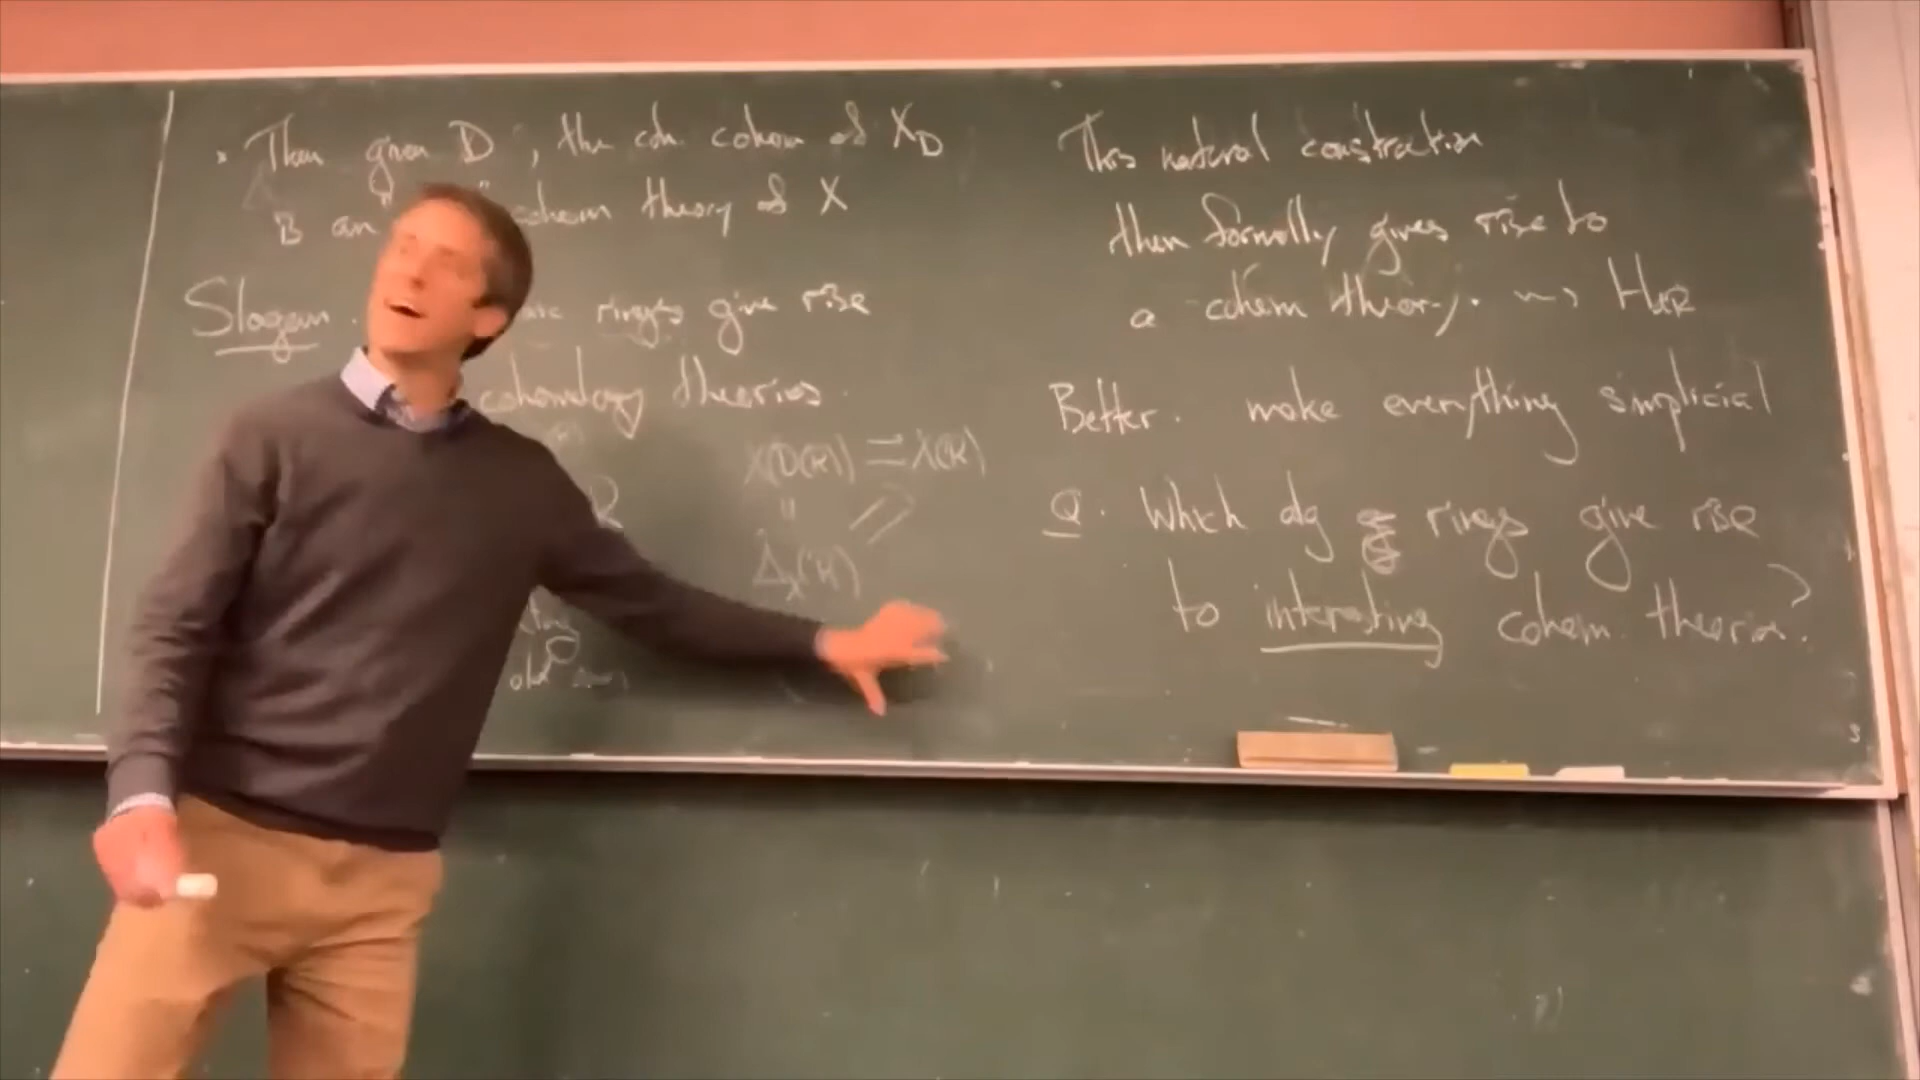 • Then given D, the coh. cohom of X_D
is an " cohom theory of X
Slogan. rings give rise
cohomology theories.
X(D(R)) = X(R)
"
R
This natural construction
then formally gives rise to
a cohom theory. ⇝ H_dR
Better. make everything simplicial
Q. Which dg rings give rise
to interesting cohom. theories?